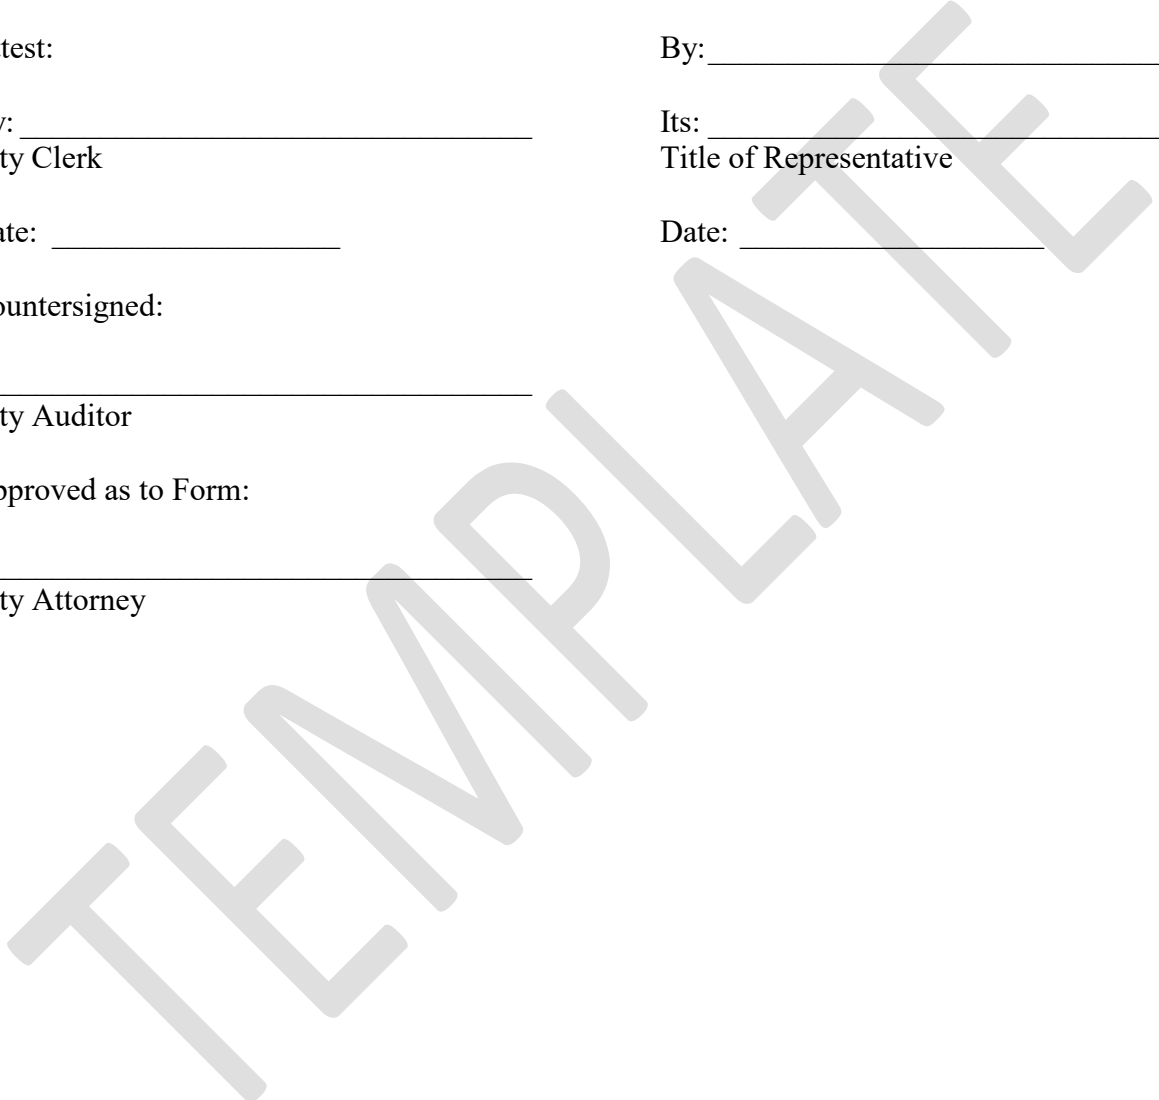 test:
By:
y:
Its:
ty Clerk
Title of Representative
ate:
Date:
ountersigned:
ty Auditor
pproved as to Form:
ty Attorney
TEMPLATE